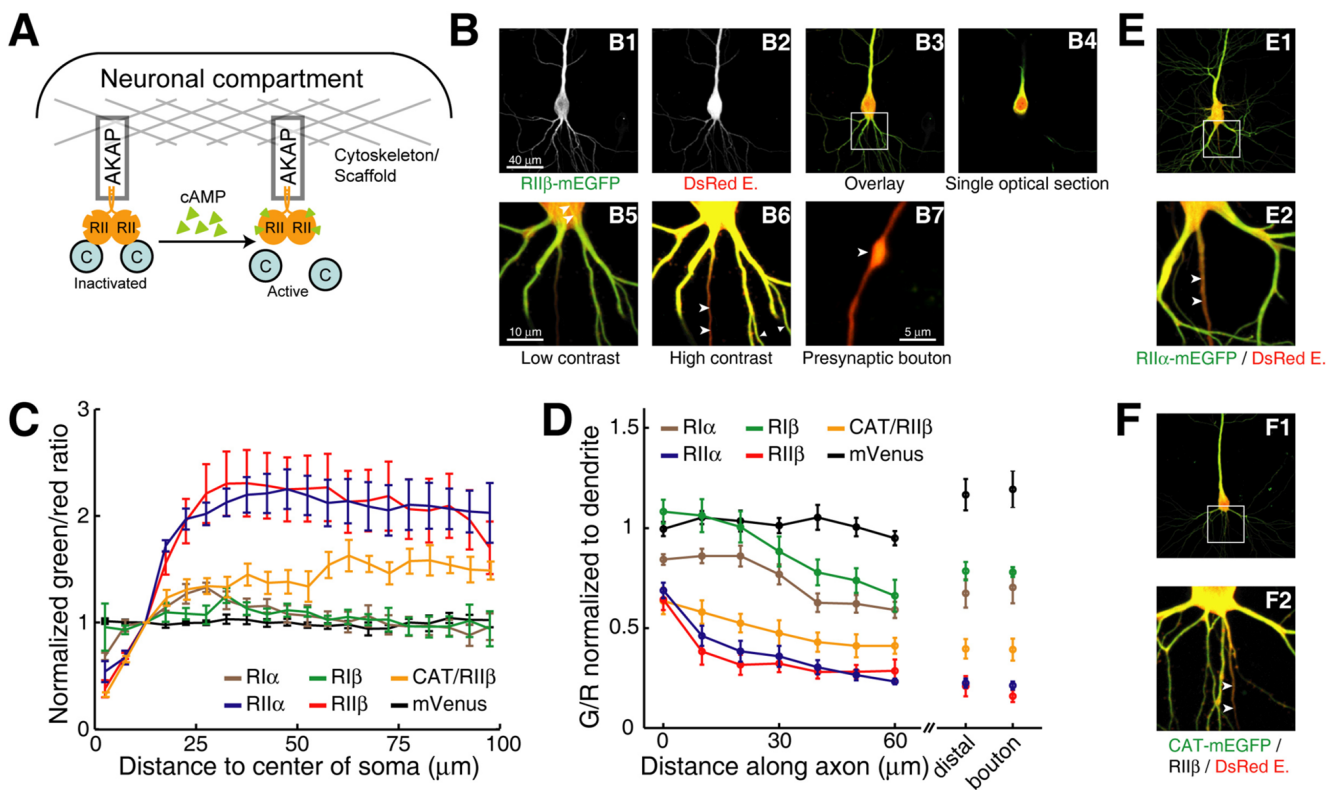 A
Neuronal compartment
AKAP
AKAP
Cytoskeleton/
Scaffold
cAMP
RII RII
RII RII
C C
C C
Inactivated
Active
B
B1
40 μm
RIIβ-mEGFP
B2
DsRed E.
B3
Overlay
B4
Single optical section
B5
10 μm
Low contrast
B6
High contrast
B7
5 μm
Presynaptic bouton
E
E1
E2
RIIα-mEGFP / DsRed E.
C
Normalized green/red ratio
3
2
1
0
0 25 50 75 100
Distance to center of soma (μm)
RIα RIβ CAT/RIIβ
RIIα RIIβ mVenus
D
G/R normalized to dendrite
1.5
1
0.5
0
RIα RIβ CAT/RIIβ
RIIα RIIβ mVenus
0 30 60 // distal bouton
Distance along axon (μm)
F
F1
F2
CAT-mEGFP /
RIIβ / DsRed E.